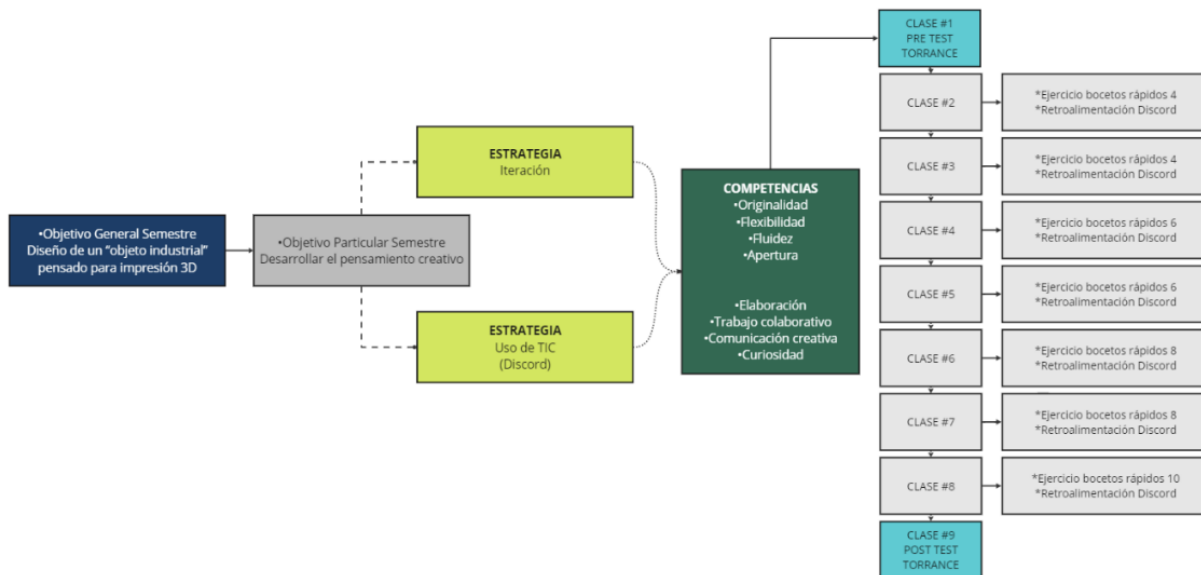 •Objetivo General Semestre
Diseño de un “objeto industrial”
pensado para impresión 3D
•Objetivo Particular Semestre
Desarrollar el pensamiento creativo
ESTRATEGIA
Iteración
ESTRATEGIA
Uso de TIC
(Discord)
COMPETENCIAS
•Originalidad
•Flexibilidad
•Fluidez
•Apertura
•Elaboración
•Trabajo colaborativo
•Comunicación creativa
•Curiosidad
CLASE #1
PRE TEST
TORRANCE
CLASE #2
*Ejercicio bocetos rápidos 4
*Retroalimentación Discord
CLASE #3
*Ejercicio bocetos rápidos 4
*Retroalimentación Discord
CLASE #4
*Ejercicio bocetos rápidos 6
*Retroalimentación Discord
CLASE #5
*Ejercicio bocetos rápidos 6
*Retroalimentación Discord
CLASE #6
*Ejercicio bocetos rápidos 8
*Retroalimentación Discord
CLASE #7
*Ejercicio bocetos rápidos 8
*Retroalimentación Discord
CLASE #8
*Ejercicio bocetos rápidos 10
*Retroalimentación Discord
CLASE #9
POST TEST
TORRANCE